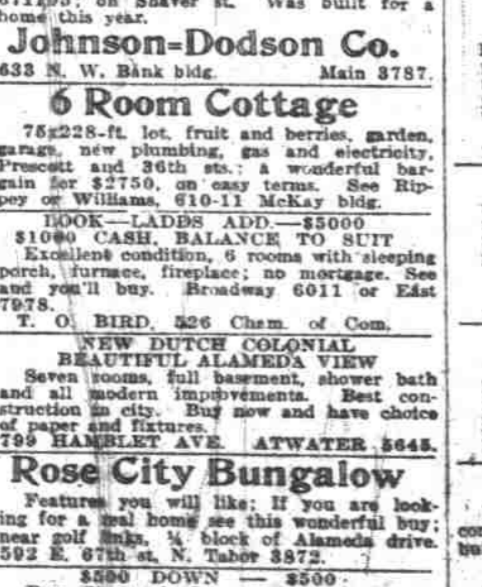 on Shaver st. Was built for a
home this year.
Johnson=Dodson Co.
633 N. W. Bank bldg. Main 3787.
6 Room Cottage
75x228-ft. lot, fruit and berries, garden,
garage, new plumbing, gas and electricity,
Prescott and 36th sts.; a wonderful bar-
gain for $2750, on easy terms. See Rip-
pey or Williams, 610-11 McKay bldg.
LOOK—LADDS ADD.—$5000
$1000 CASH, BALANCE TO SUIT
Excellent condition, 6 rooms with sleeping
porch, furnace, fireplace; no mortgage. See
and you'll buy. Broadway 6011 or East
7978.
T. O. BIRD, 526 Cham. of Com.
NEW DUTCH COLONIAL
BEAUTIFUL ALAMEDA VIEW
Seven rooms, full basement, shower bath
and all modern improvements. Best con-
struction in city. Buy now and have choice
of paper and fixtures.
799 HAMBLET AVE. ATWATER 5645.
Rose City Bungalow
Features you will like: If you are look-
ing for a real home see this wonderful buy;
near golf links, ¼ block of Alameda drive.
592 E. 67th st. N. Tabor 3872.
$500 DOWN — $500